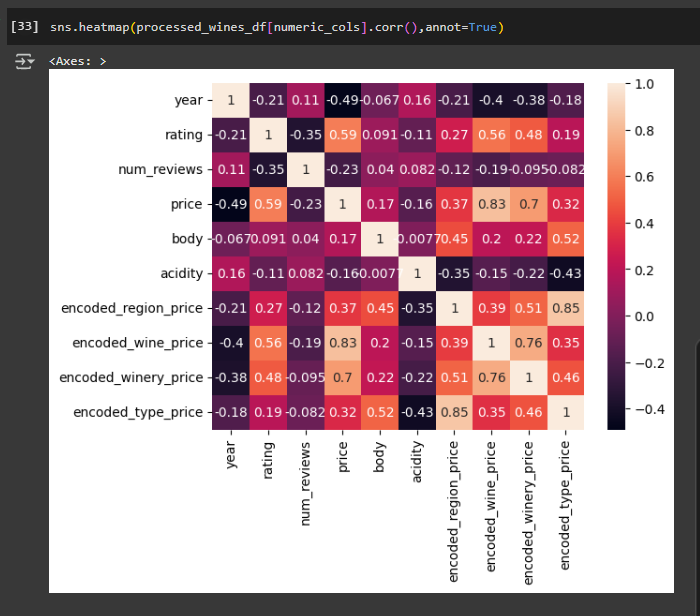 [33] sns.heatmap(processed_wines_df[numeric_cols].corr(),annot=True)
<Axes: >
year 1 -0.21 0.11 -0.49 -0.067 0.16 -0.21 -0.4 -0.38 -0.18
rating -0.21 1 -0.35 0.59 0.091 -0.11 0.27 0.56 0.48 0.19
num_reviews 0.11 -0.35 1 -0.23 0.04 0.082 -0.12 -0.19 -0.095 -0.082
price -0.49 0.59 -0.23 1 0.17 -0.16 0.37 0.83 0.7 0.32
body -0.067 0.091 0.04 0.17 1 0.0077 0.45 0.2 0.22 0.52
acidity 0.16 -0.11 0.082 -0.16 -0.0077 1 -0.35 -0.15 -0.22 -0.43
encoded_region_price -0.21 0.27 -0.12 0.37 0.45 -0.35 1 0.39 0.51 0.85
encoded_wine_price -0.4 0.56 -0.19 0.83 0.2 -0.15 0.39 1 0.76 0.35
encoded_winery_price -0.38 0.48 -0.095 0.7 0.22 -0.22 0.51 0.76 1 0.46
encoded_type_price -0.18 0.19 -0.082 0.32 0.52 -0.43 0.85 0.35 0.46 1
year
rating
num_reviews
price
body
acidity
encoded_region_price
encoded_wine_price
encoded_winery_price
encoded_type_price
1.0
0.8
0.6
0.4
0.2
0.0
−0.2
−0.4